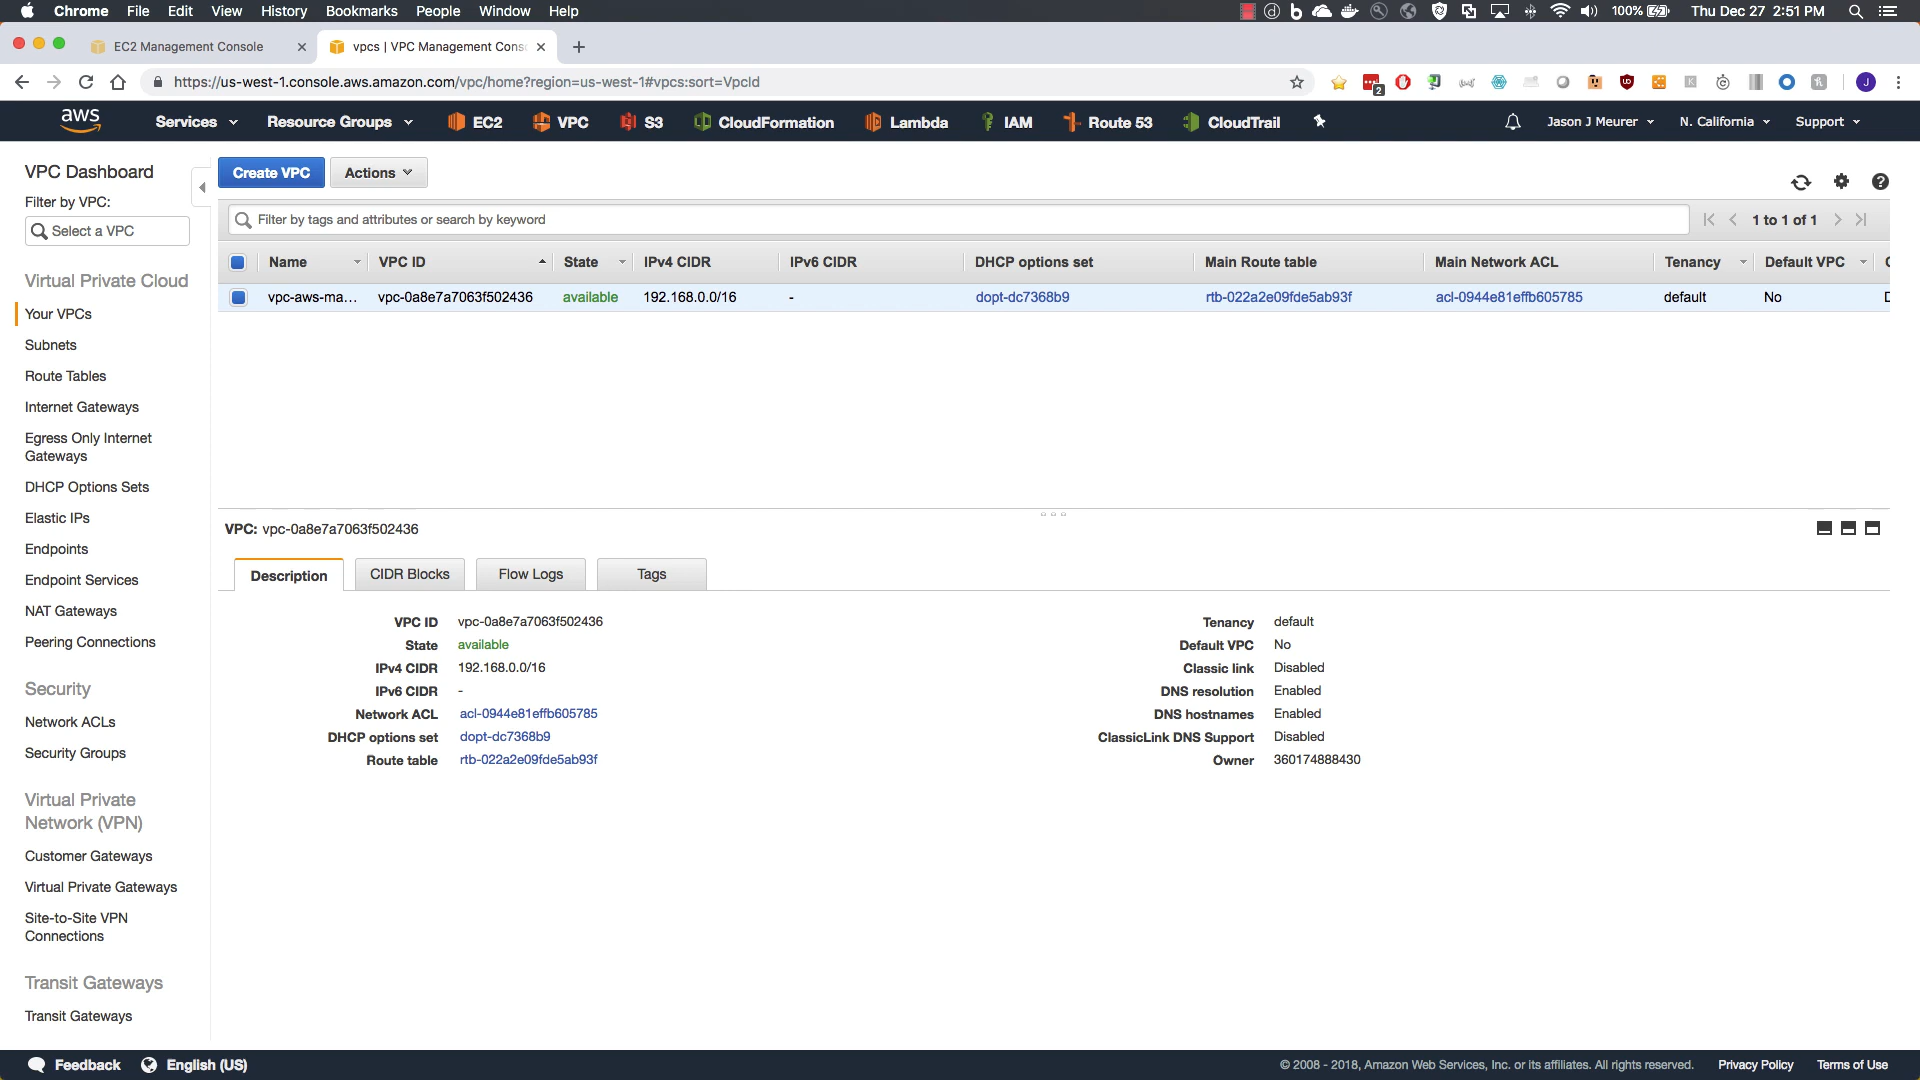 Chrome File Edit View History Bookmarks People Window Help 100% Thu Dec 27 2:51 PM
EC2 Management Console vpcs | VPC Management Cons
https://us-west-1.console.aws.amazon.com/vpc/home?region=us-west-1#vpcs:sort=VpcId
aws Services Resource Groups EC2 VPC S3 CloudFormation Lambda IAM Route 53 CloudTrail Jason J Meurer N. California Support
VPC Dashboard
Filter by VPC:
Select a VPC
Virtual Private Cloud
Your VPCs
Subnets
Route Tables
Internet Gateways
Egress Only Internet
Gateways
DHCP Options Sets
Elastic IPs
Endpoints
Endpoint Services
NAT Gateways
Peering Connections
Security
Network ACLs
Security Groups
Virtual Private
Network (VPN)
Customer Gateways
Virtual Private Gateways
Site-to-Site VPN
Connections
Transit Gateways
Transit Gateways
Create VPC Actions
Filter by tags and attributes or search by keyword 1 to 1 of 1
Name VPC ID State IPv4 CIDR IPv6 CIDR DHCP options set Main Route table Main Network ACL Tenancy Default VPC
vpc-aws-ma... vpc-0a8e7a7063f502436 available 192.168.0.0/16 - dopt-dc7368b9 rtb-022a2e09fde5ab93f acl-0944e81effb605785 default No
VPC: vpc-0a8e7a7063f502436
Description CIDR Blocks Flow Logs Tags
VPC ID vpc-0a8e7a7063f502436 Tenancy default
State available Default VPC No
IPv4 CIDR 192.168.0.0/16 Classic link Disabled
IPv6 CIDR - DNS resolution Enabled
Network ACL acl-0944e81effb605785 DNS hostnames Enabled
DHCP options set dopt-dc7368b9 ClassicLink DNS Support Disabled
Route table rtb-022a2e09fde5ab93f Owner 360174888430
Feedback English (US) © 2008 - 2018, Amazon Web Services, Inc. or its affiliates. All rights reserved. Privacy Policy Terms of Use